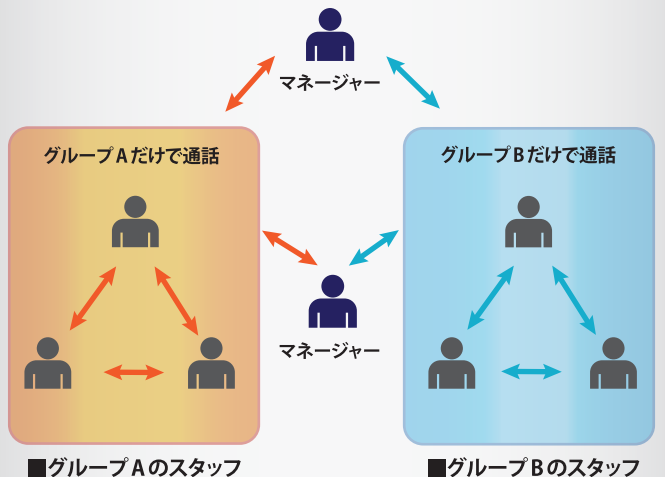 マネージャー
グループAだけで通話
グループBだけで通話
マネージャー
■グループAのスタッフ
■グループBのスタッフ